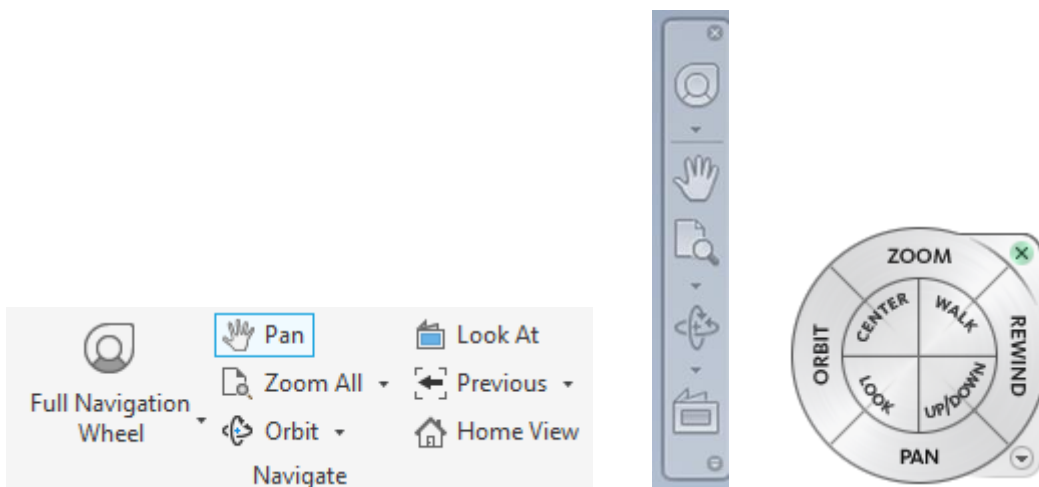 Full Navigation
Wheel
Pan
Zoom All
Orbit
Look At
Previous
Home View
Navigate
ZOOM
CENTER
WALK
ORBIT
REWIND
LOOK
UP/DOWN
PAN